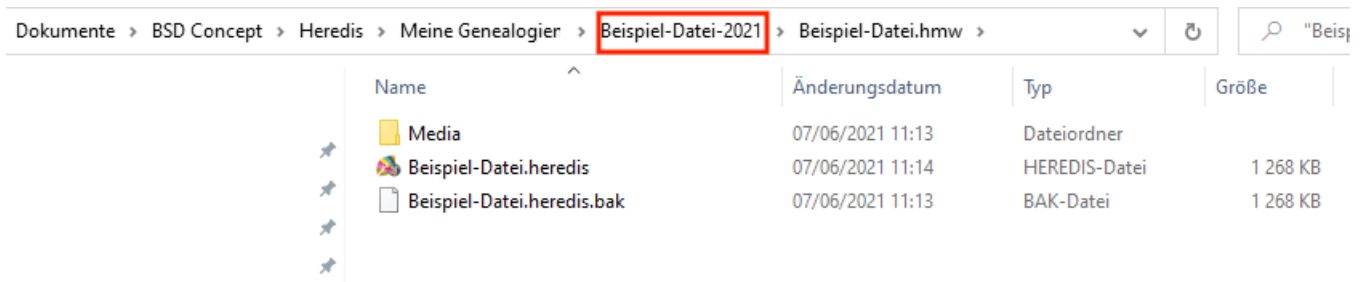 Dokumente > BSD Concept > Heredis > Meine Genealogien > Beispiel-Datei-2021 > Beispiel-Datei.hmw > "Beisp
Name Änderungsdatum Typ Größe
Media 07/06/2021 11:13 Dateiordner
Beispiel-Datei.heredis 07/06/2021 11:14 HEREDIS-Datei 1 268 KB
Beispiel-Datei.heredis.bak 07/06/2021 11:13 BAK-Datei 1 268 KB